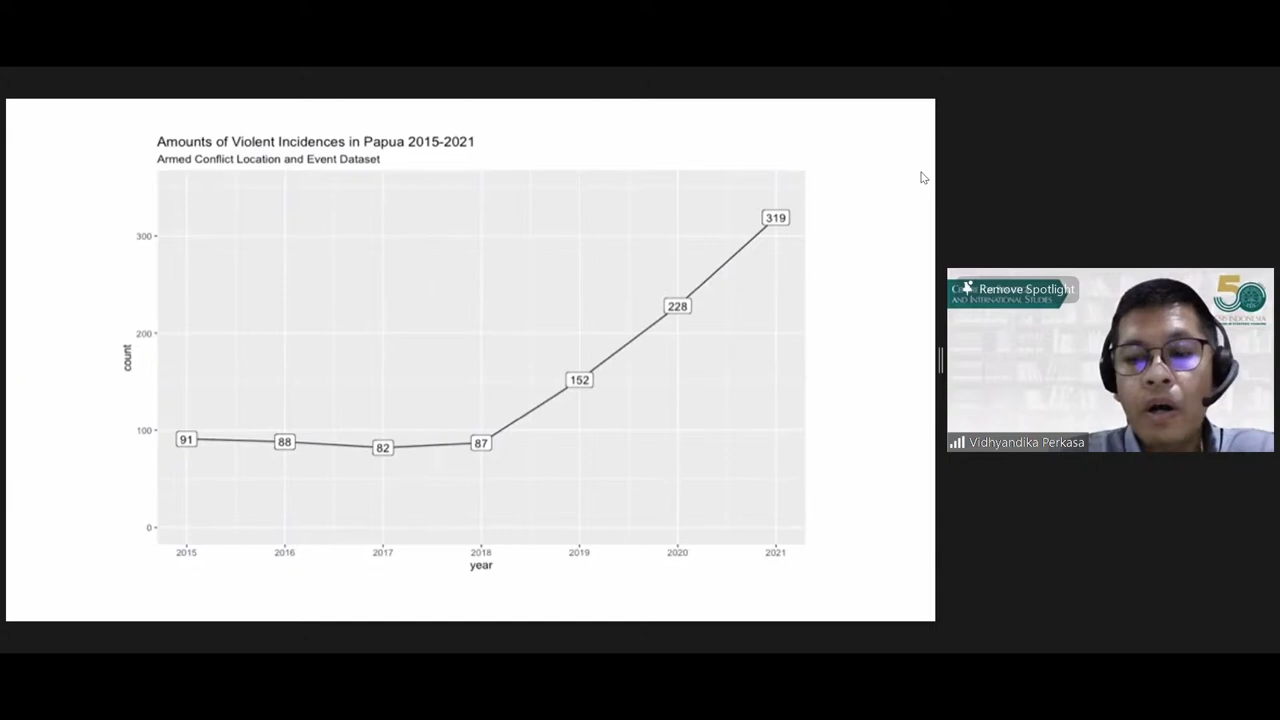 Amounts of Violent Incidences in Papua 2015-2021
Armed Conflict Location and Event Dataset
319
300
228
200
count
152
100
91
88
82
87
0
2015 2016 2017 2018 2019 2020 2021
year
Remove Spotlight
AND INTERNATIONAL STUDIES
50
Vidhyandika Perkasa